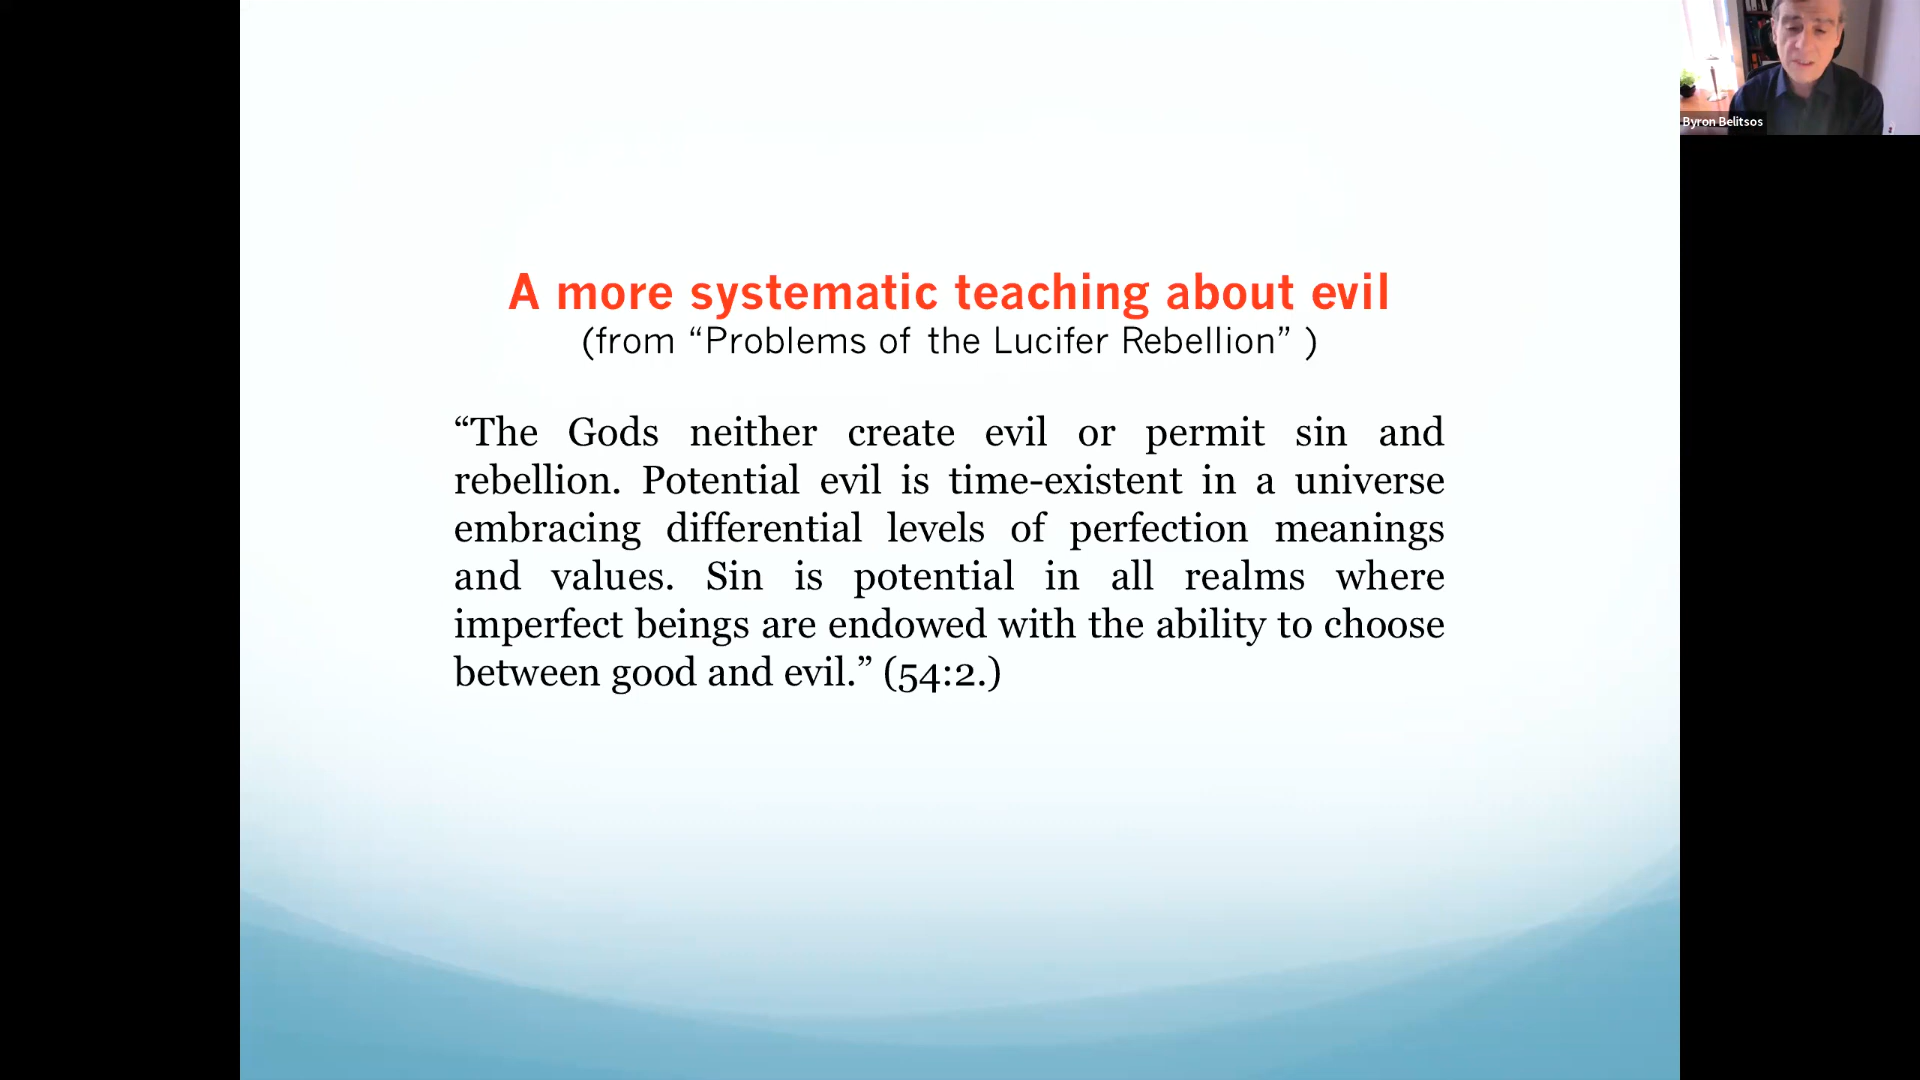 Byron Belitsos
A more systematic teaching about evil
(from “Problems of the Lucifer Rebellion” )
“The Gods neither create evil or permit sin and
rebellion. Potential evil is time-existent in a universe
embracing differential levels of perfection meanings
and values. Sin is potential in all realms where
imperfect beings are endowed with the ability to choose
between good and evil.” (54:2.)